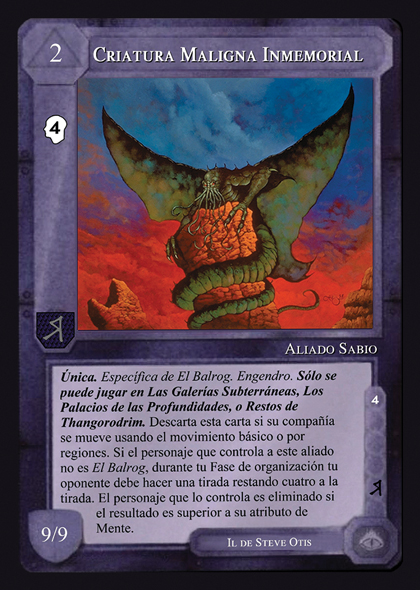 2
CRIATURA MALIGNA INMEMORIAL
4
ALIADO SABIO
Única. Específica de El Balrog. Engendro. Sólo se
puede jugar en Las Galerías Subterráneas, Los
Palacios de las Profundidades, o Restos de
Thangorodrim. Descarta esta carta si su compañía
se mueve usando el movimiento básico o por
regiones. Si el personaje que controla a este aliado
no es El Balrog, durante tu Fase de organización tu
oponente debe hacer una tirada restando cuatro a la
tirada. El personaje que lo controla es eliminado si
el resultado es superior a su atributo de
Mente.
4
9/9
IL DE STEVE OTIS